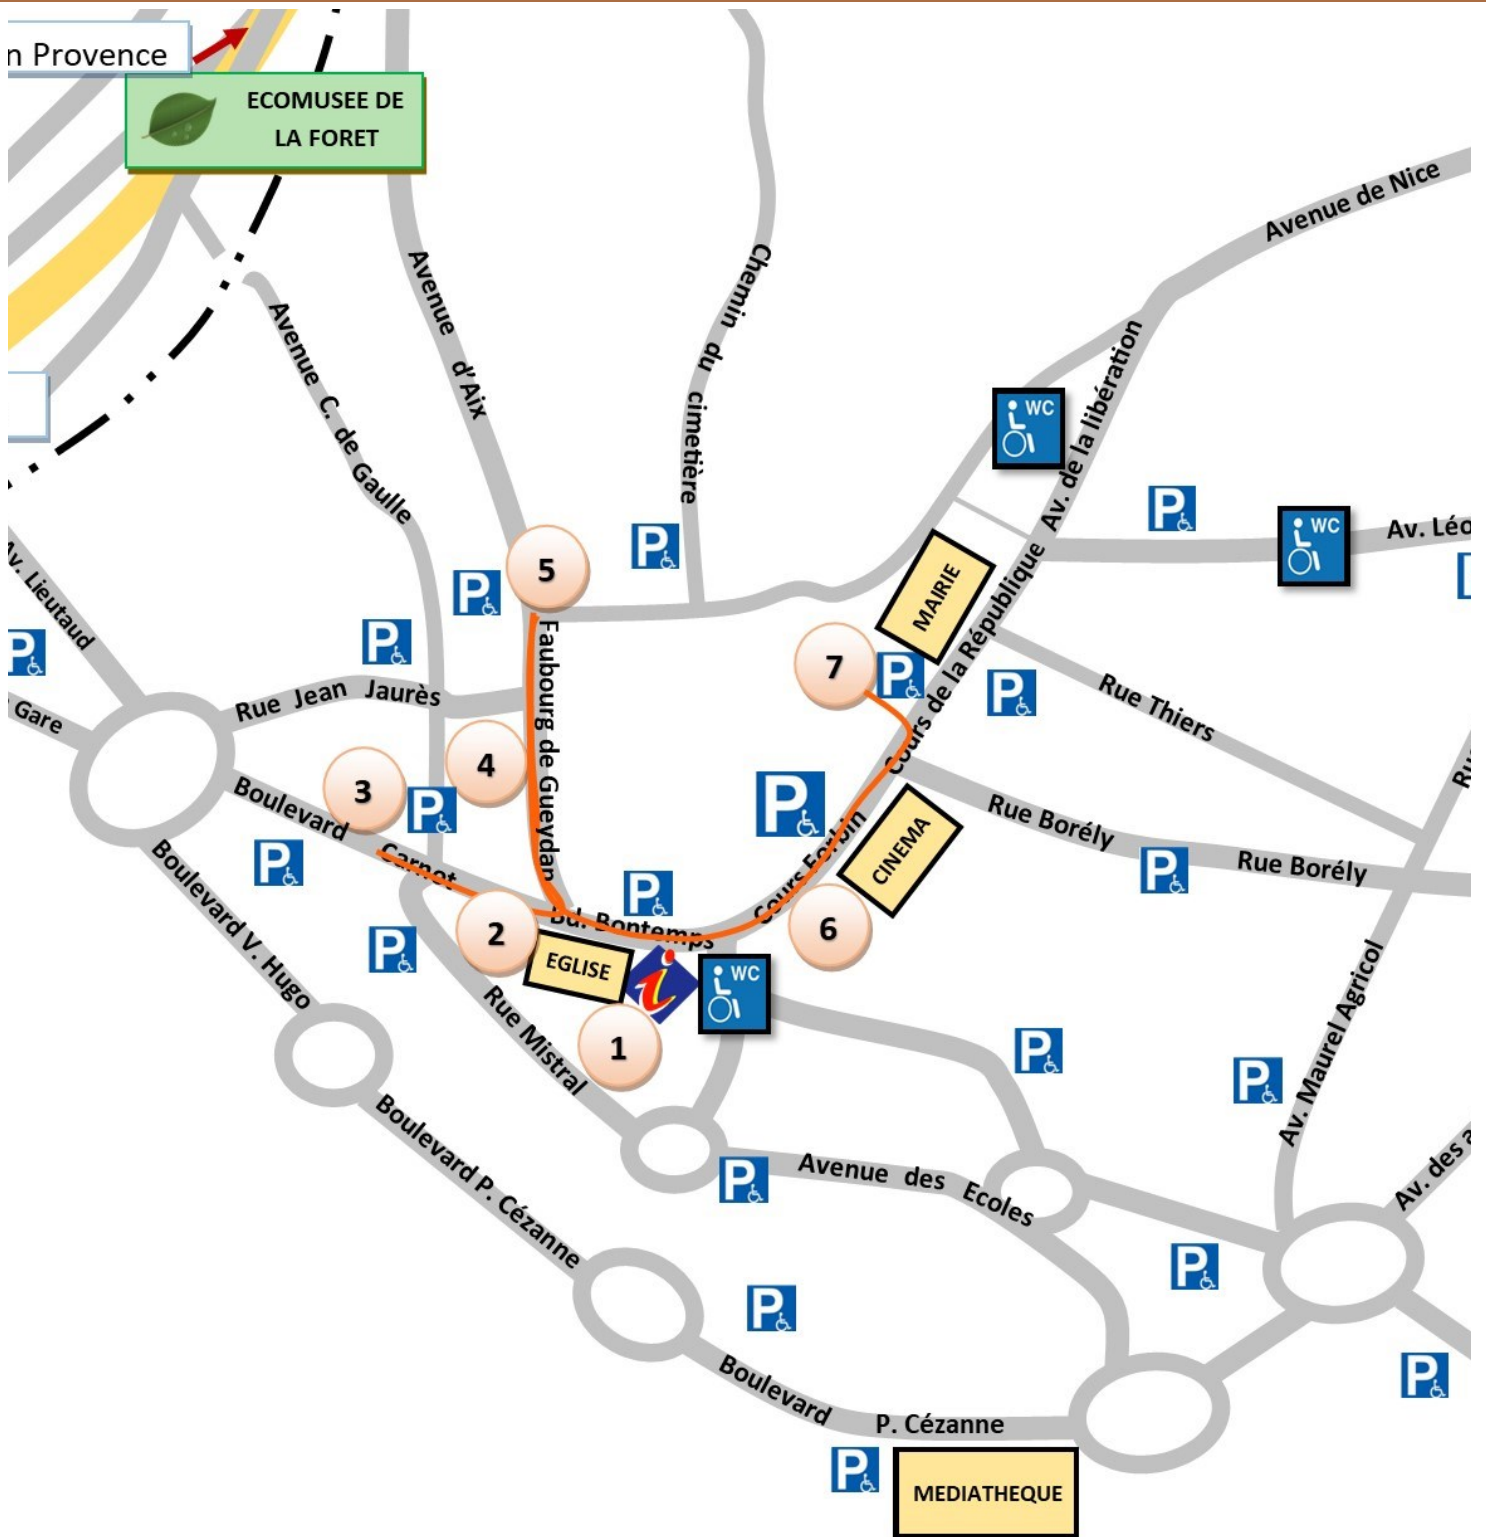 n Provence
ECOMUSEE DE
LA FORET
Avenue de Nice
Avenue d'Aix
Chemin du cimetière
Avenue C. de Gaulle
Av. de la libération
WC
P
WC
Av. Léo
P
5
P
MAIRIE
Av. Lieutaud
P
P
P
7
P
Cours de la République
P
Rue Thiers
Gare
Rue Jean Jaurès
Faubourg de Gueydan
4
3
P
P
Boulevard Carnot
Cours Forbin
CINEMA
Rue Borély
Rue Borély
P
P
Boulevard V. Hugo
P
2
Bd. Bontemps
P
6
EGLISE
i
WC
Rue Mistral
1
P
P
Av. Maurel Agricol
Boulevard P. Cézanne
P
Avenue des Ecoles
Av. des a
P
P
P
Boulevard P. Cézanne
P
MEDIATHEQUE